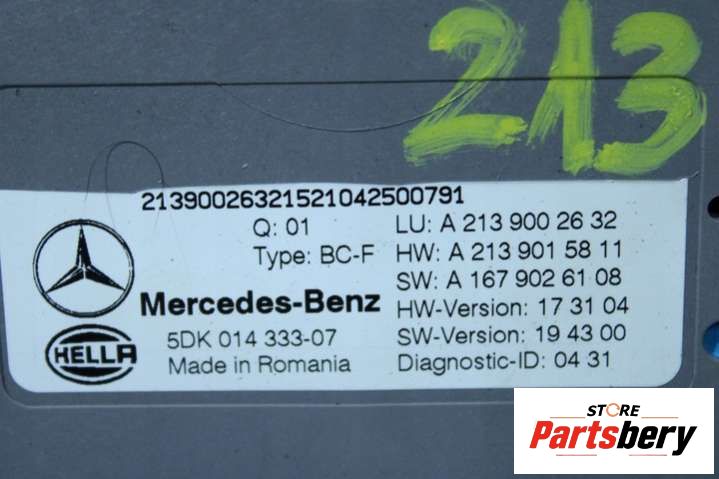 213
21390026321521042500791
Q: 01 LU: A 213 900 26 32
Type: BC-F HW: A 213 901 58 11
SW: A 167 902 61 08
Mercedes-Benz HW-Version: 17 31 04
5DK 014 333-07 SW-Version: 19 43 00
HELLA Made in Romania Diagnostic-ID: 04 31
STORE
Partsbery